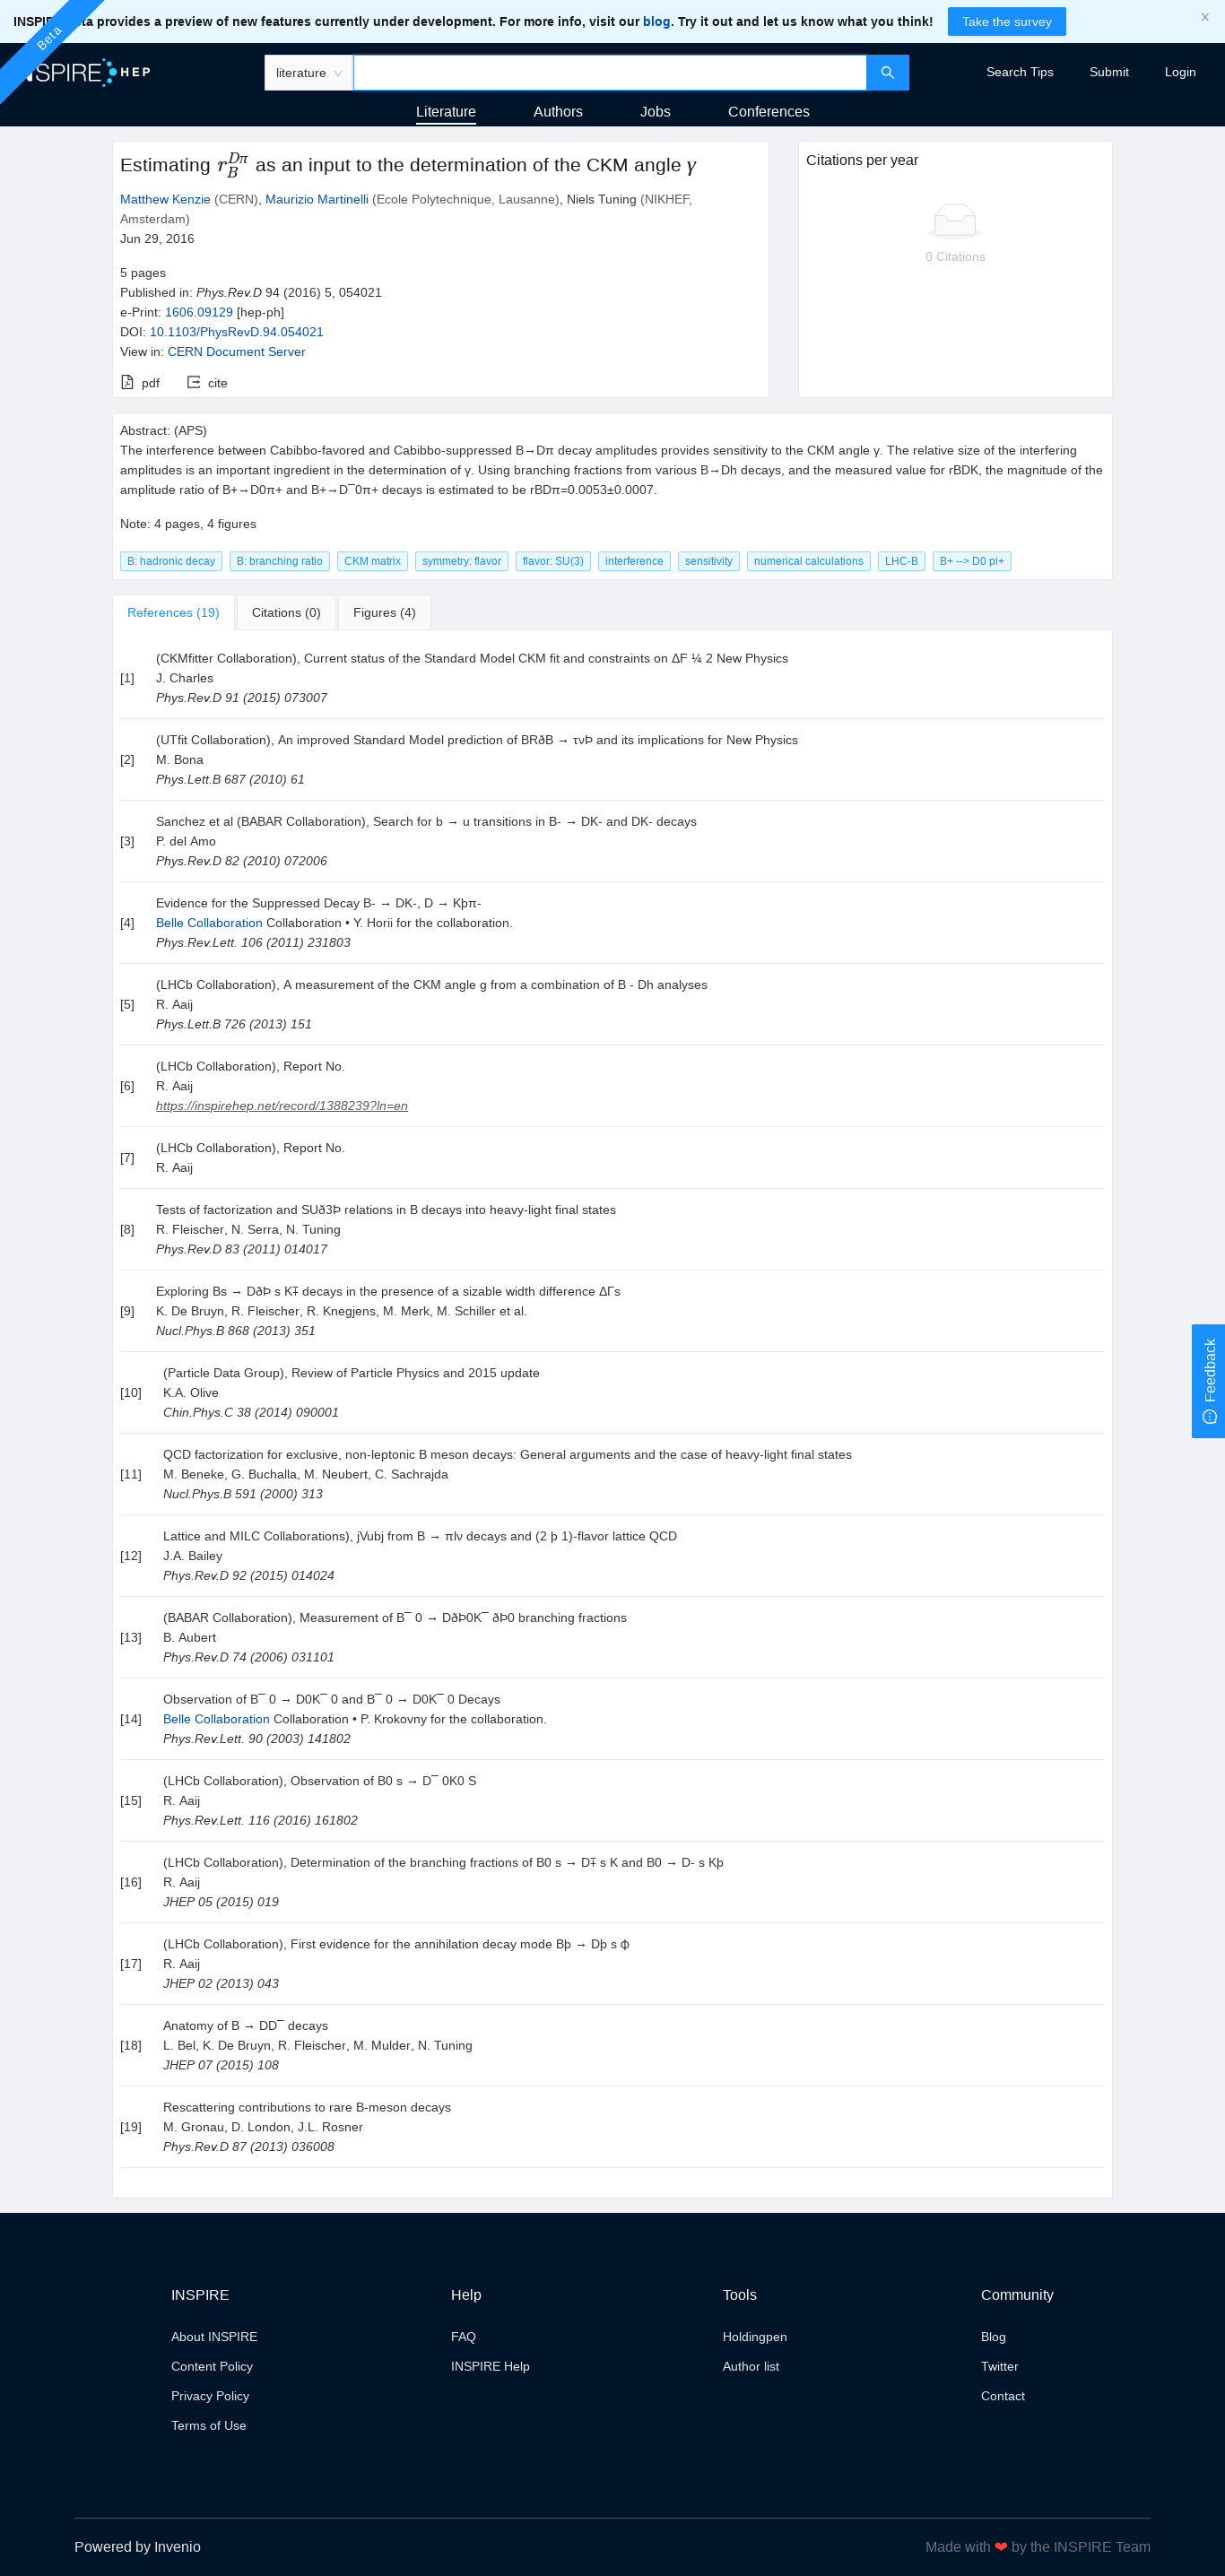 INSPIRE beta provides a preview of new features currently under development. For more info, visit our blog. Try it out and let us know what you think! Take the survey X
Beta
INSPIRE HEP literature Search Tips Submit Login
Literature Authors Jobs Conferences
Estimating r_B^{Dπ} as an input to the determination of the CKM angle γ
Matthew Kenzie (CERN), Maurizio Martinelli (Ecole Polytechnique, Lausanne), Niels Tuning (NIKHEF,
Amsterdam)
Jun 29, 2016
5 pages
Published in: Phys.Rev.D 94 (2016) 5, 054021
e-Print: 1606.09129 [hep-ph]
DOI: 10.1103/PhysRevD.94.054021
View in: CERN Document Server
pdf cite
Citations per year
0 Citations
Abstract: (APS)
The interference between Cabibbo-favored and Cabibbo-suppressed B→Dπ decay amplitudes provides sensitivity to the CKM angle γ. The relative size of the interfering
amplitudes is an important ingredient in the determination of γ. Using branching fractions from various B→Dh decays, and the measured value for rBDK, the magnitude of the
amplitude ratio of B+→D0π+ and B+→D¯0π+ decays is estimated to be rBDπ=0.0053±0.0007.
Note: 4 pages, 4 figures
B: hadronic decay B: branching ratio CKM matrix symmetry: flavor flavor: SU(3) interference sensitivity numerical calculations LHC-B B+ --> D0 pi+
References (19) Citations (0) Figures (4)
(CKMfitter Collaboration), Current status of the Standard Model CKM fit and constraints on ΔF ¼ 2 New Physics
[1] J. Charles
Phys.Rev.D 91 (2015) 073007
(UTfit Collaboration), An improved Standard Model prediction of BRðB → τνÞ and its implications for New Physics
[2] M. Bona
Phys.Lett.B 687 (2010) 61
Sanchez et al (BABAR Collaboration), Search for b → u transitions in B- → DK- and DK- decays
[3] P. del Amo
Phys.Rev.D 82 (2010) 072006
Evidence for the Suppressed Decay B- → DK-, D → Kþπ-
[4] Belle Collaboration Collaboration • Y. Horii for the collaboration.
Phys.Rev.Lett. 106 (2011) 231803
(LHCb Collaboration), A measurement of the CKM angle g from a combination of B - Dh analyses
[5] R. Aaij
Phys.Lett.B 726 (2013) 151
(LHCb Collaboration), Report No.
[6] R. Aaij
https://inspirehep.net/record/1388239?ln=en
(LHCb Collaboration), Report No.
[7] R. Aaij
Tests of factorization and SUð3Þ relations in B decays into heavy-light final states
[8] R. Fleischer, N. Serra, N. Tuning
Phys.Rev.D 83 (2011) 014017
Exploring Bs → DðÞ s K∓ decays in the presence of a sizable width difference ΔΓs
[9] K. De Bruyn, R. Fleischer, R. Knegjens, M. Merk, M. Schiller et al.
Nucl.Phys.B 868 (2013) 351
(Particle Data Group), Review of Particle Physics and 2015 update
[10] K.A. Olive
Chin.Phys.C 38 (2014) 090001
QCD factorization for exclusive, non-leptonic B meson decays: General arguments and the case of heavy-light final states
[11] M. Beneke, G. Buchalla, M. Neubert, C. Sachrajda
Nucl.Phys.B 591 (2000) 313
Lattice and MILC Collaborations), jVubj from B → πlν decays and (2 þ 1)-flavor lattice QCD
[12] J.A. Bailey
Phys.Rev.D 92 (2015) 014024
(BABAR Collaboration), Measurement of B¯ 0 → DðÞ0K¯ ðÞ0 branching fractions
[13] B. Aubert
Phys.Rev.D 74 (2006) 031101
Observation of B¯ 0 → D0K¯ 0 and B¯ 0 → D0K¯ 0 Decays
[14] Belle Collaboration Collaboration • P. Krokovny for the collaboration.
Phys.Rev.Lett. 90 (2003) 141802
(LHCb Collaboration), Observation of B0 s → D¯ 0K0 S
[15] R. Aaij
Phys.Rev.Lett. 116 (2016) 161802
(LHCb Collaboration), Determination of the branching fractions of B0 s → D∓ s K and B0 → D- s Kþ
[16] R. Aaij
JHEP 05 (2015) 019
(LHCb Collaboration), First evidence for the annihilation decay mode Bþ → Dþ s ϕ
[17] R. Aaij
JHEP 02 (2013) 043
Anatomy of B → DD¯ decays
[18] L. Bel, K. De Bruyn, R. Fleischer, M. Mulder, N. Tuning
JHEP 07 (2015) 108
Rescattering contributions to rare B-meson decays
[19] M. Gronau, D. London, J.L. Rosner
Phys.Rev.D 87 (2013) 036008
Feedback
INSPIRE Help Tools Community
About INSPIRE FAQ Holdingpen Blog
Content Policy INSPIRE Help Author list Twitter
Privacy Policy Contact
Terms of Use
Powered by Invenio Made with ❤ by the INSPIRE Team